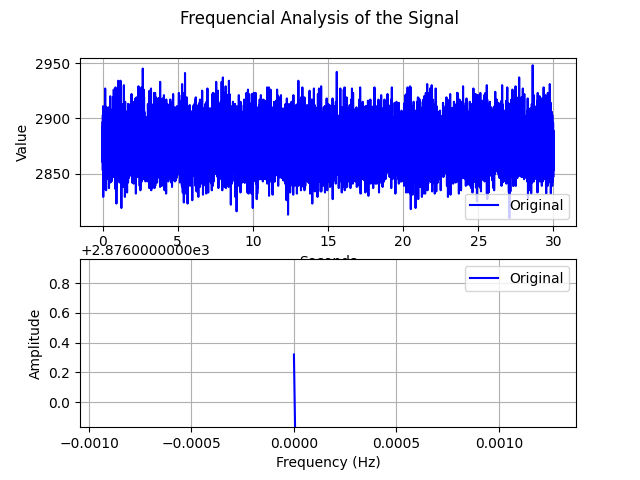 Frequencial Analysis of the Signal
2950
2900
2850
Value
Original
0 5 10 15 20 25 30
+2.8760000000e3
0.8
0.6
0.4
0.2
0.0
Amplitude
Original
−0.0010 −0.0005 0.0000 0.0005 0.0010
Frequency (Hz)